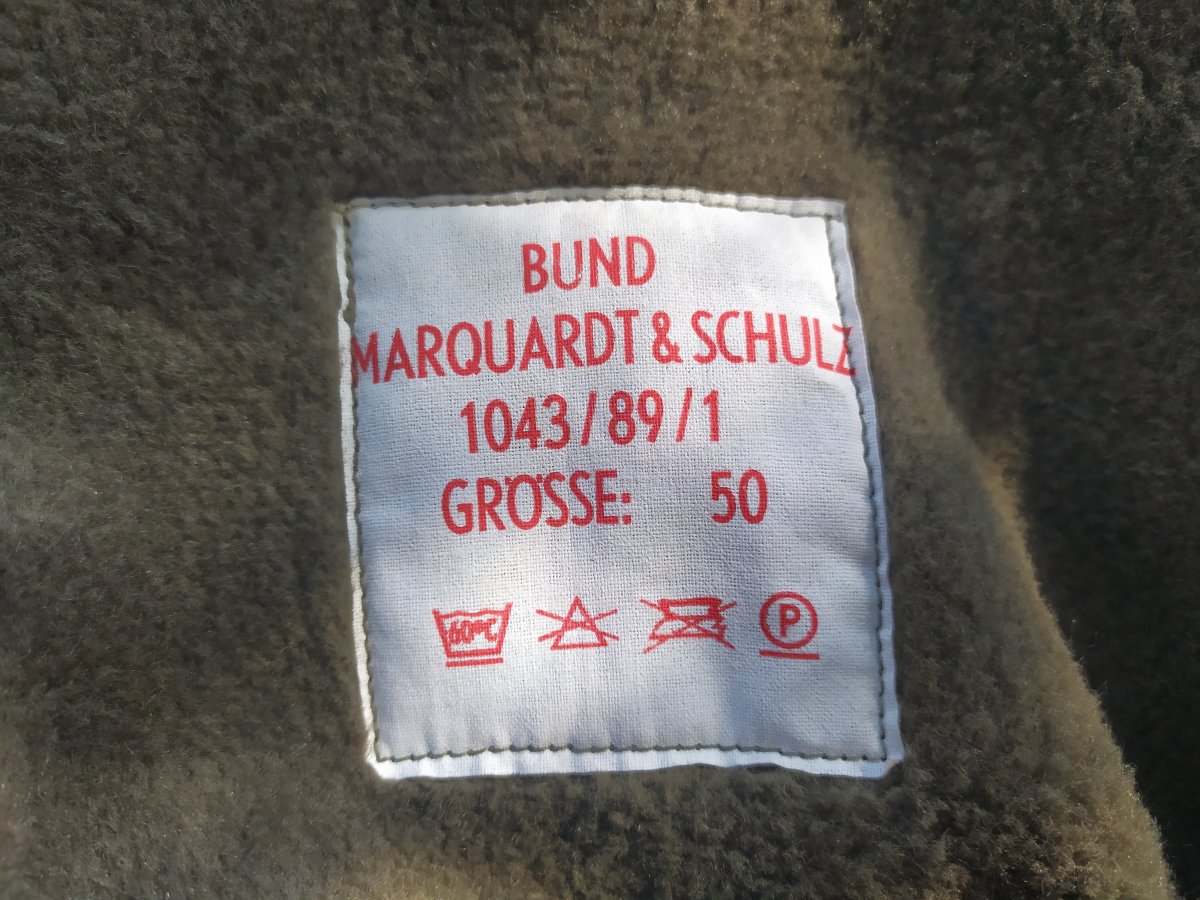 BUND
MARQUARDT & SCHULZ
1043/89/1
GRÖSSE: 50
60°C P